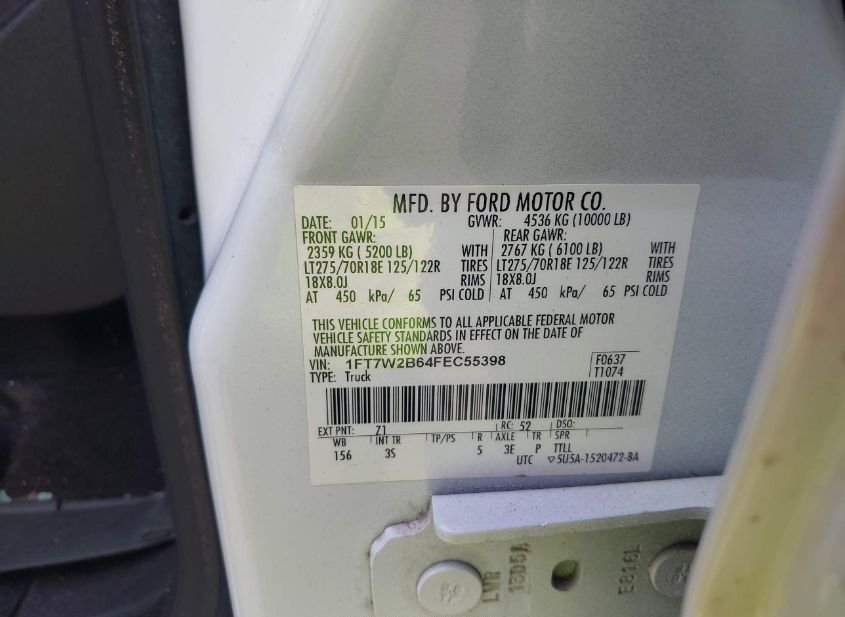 MFD. BY FORD MOTOR CO.
DATE: 01/15 GVWR: 4536 KG (10000 LB)
FRONT GAWR: REAR GAWR:
2359 KG ( 5200 LB) WITH 2767 KG ( 6100 LB) WITH
LT275/70R18E 125/122R TIRES LT275/70R18E 125/122R TIRES
18X8.0J RIMS 18X8.0J RIMS
AT 450 kPa/ 65 PSI COLD AT 450 kPa/ 65 PSI COLD
THIS VEHICLE CONFORMS TO ALL APPLICABLE FEDERAL MOTOR
VEHICLE SAFETY STANDARDS IN EFFECT ON THE DATE OF
MANUFACTURE SHOWN ABOVE.
VIN: 1FT7W2B64FEC55398 F0637
TYPE: Truck T1074
EXT PNT: Z1 RC: 52 DSO:
WB INT TR TP/PS R AXLE TR SPR
156 3S 5 3E P TTLL
UTC ▽5U5A-1520472-BA
LWR
E816L